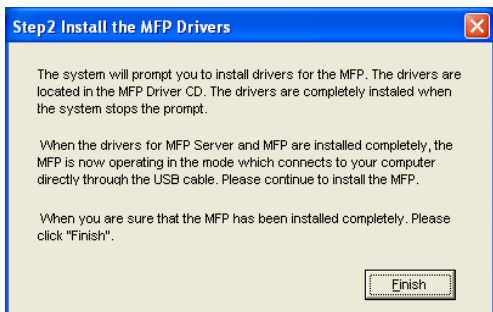 Step2 Install the MFP Drivers
The system will prompt you to install drivers for the MFP. The drivers are
located in the MFP Driver CD. The drivers are completely instaled when
the system stops the prompt.
When the drivers for MFP Server and MFP are installed completely, the
MFP is now operating in the mode which connects to your computer
directly through the USB cable. Please continue to install the MFP.
When you are sure that the MFP has been installed completely. Please
click "Finish".
Finish